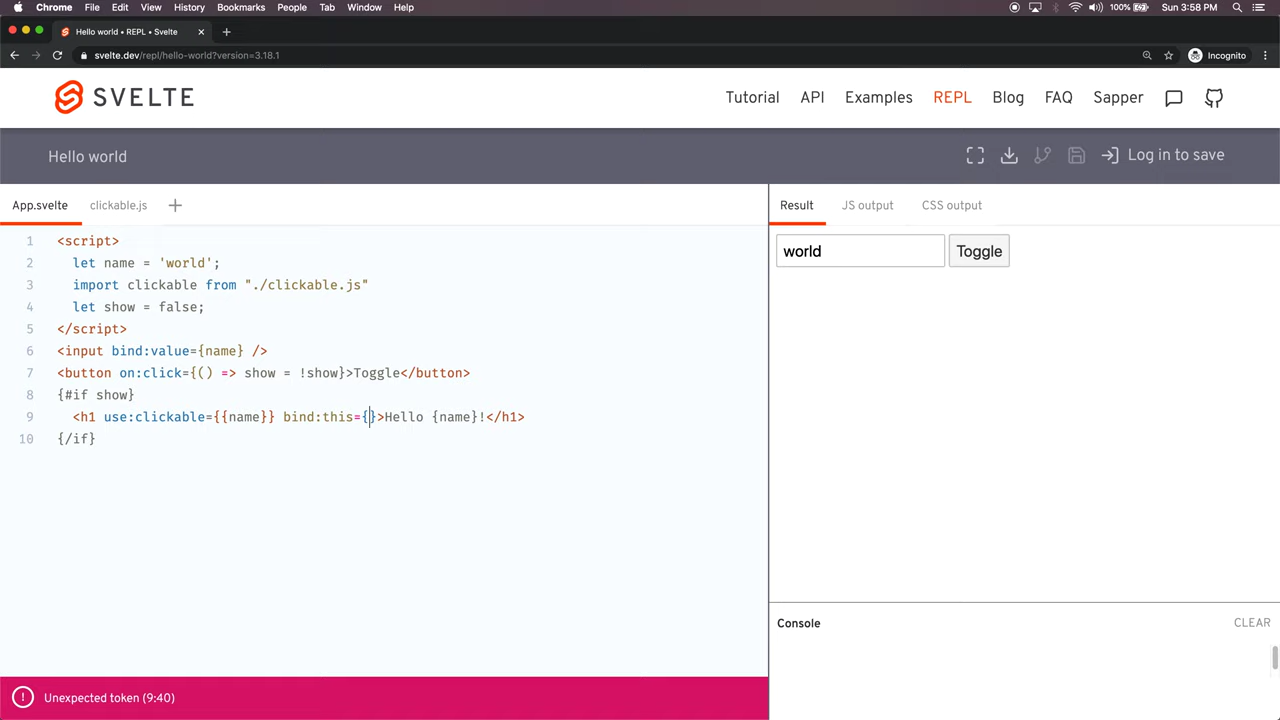 Chrome File Edit View History Bookmarks People Tab Window Help 100% Sun 3:58 PM
Hello world • REPL • Svelte
svelte.dev/repl/hello-world?version=3.18.1 Incognito
SVELTE Tutorial API Examples REPL Blog FAQ Sapper
Hello world Log in to save
App.svelte clickable.js Result JS output CSS output
1 <script>
2 let name = 'world';
3 import clickable from "./clickable.js"
4 let show = false;
5 </script>
6 <input bind:value={name} />
7 <button on:click={() => show = !show}>Toggle</button>
8 {#if show}
9 <h1 use:clickable={{name}} bind:this={}>Hello {name}!</h1>
10 {/if}
world Toggle
Console CLEAR
Unexpected token (9:40)